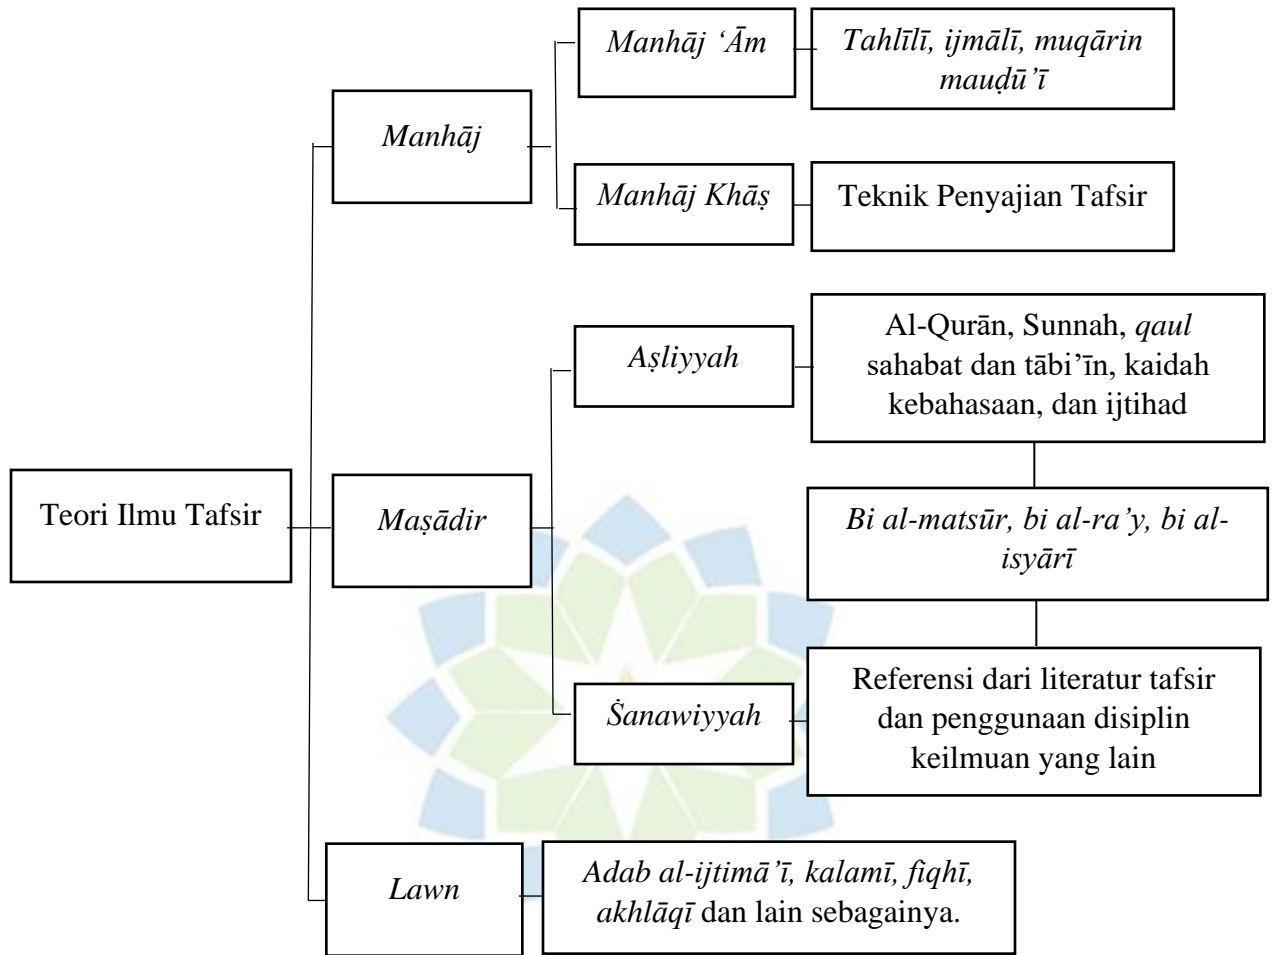 Teori Ilmu Tafsir
Manhāj
Manhāj ‘Ām
Tahlīlī, ijmālī, muqārin
mauḍū’ī
Manhāj Khāṣ
Teknik Penyajian Tafsir
Maṣādir
Aṣliyyah
Al-Qurān, Sunnah, qaul
sahabat dan tābi’īn, kaidah
kebahasaan, dan ijtihad
Bi al-matsūr, bi al-ra’y, bi al-
isyārī
Ṡanawiyyah
Referensi dari literatur tafsir
dan penggunaan disiplin
keilmuan yang lain
Lawn
Adab al-ijtimā’ī, kalamī, fiqhī,
akhlāqī dan lain sebagainya.